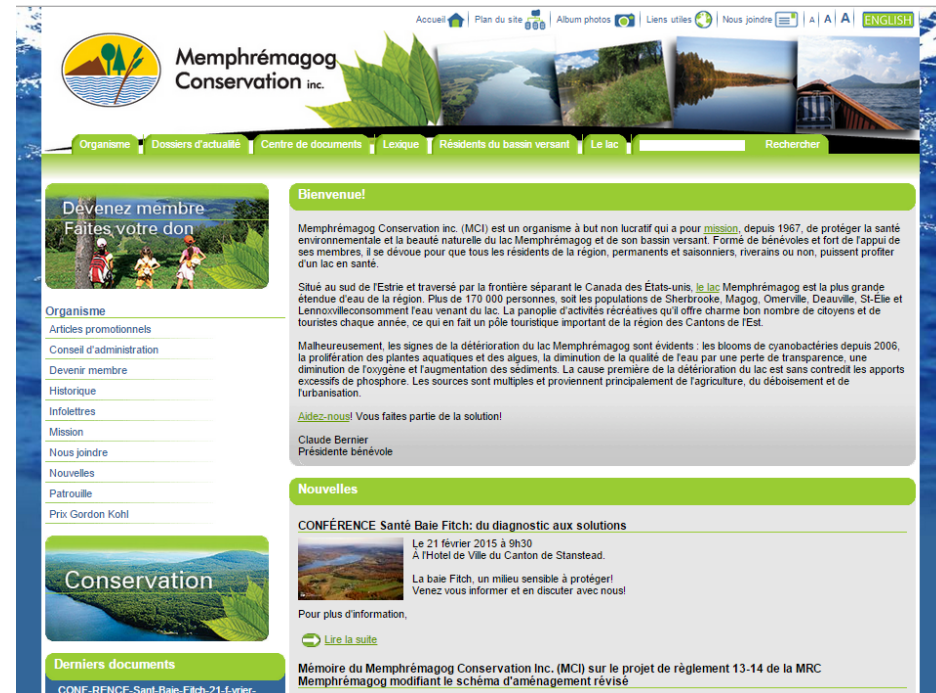 Accueil | Plan du site | Album photos | Liens utiles | Nous joindre | A | A | A | ENGLISH
Memphrémagog
Conservation inc.
Organisme Dossiers d'actualité Centre de documents Lexique Résidents du bassin versant Le lac Rechercher
Devenez membre
Faites votre don
Organisme
Articles promotionnels
Conseil d'administration
Devenir membre
Historique
Infolettres
Mission
Nous joindre
Nouvelles
Patrouille
Prix Gordon Kohl
Conservation
Derniers documents
CONF-RENCE-Sant-Baie-Fitch-21-f-vrier-
Bienvenue!
Memphrémagog Conservation inc. (MCI) est un organisme à but non lucratif qui a pour mission, depuis 1967, de protéger la santé
environnementale et la beauté naturelle du lac Memphrémagog et de son bassin versant. Formé de bénévoles et fort de l'appui de
ses membres, il se dévoue pour que tous les résidents de la région, permanents et saisonniers, riverains ou non, puissent profiter
d'un lac en santé.
Situé au sud de l'Estrie et traversé par la frontière séparant le Canada des États-unis, le lac Memphrémagog est la plus grande
étendue d'eau de la région. Plus de 170 000 personnes, soit les populations de Sherbrooke, Magog, Omerville, Deauville, St-Élie et
Lennoxvilleconsomment l'eau venant du lac. La panoplie d'activités récréatives qu'il offre charme bon nombre de citoyens et de
touristes chaque année, ce qui en fait un pôle touristique important de la région des Cantons de l'Est.
Malheureusement, les signes de la détérioration du lac Memphrémagog sont évidents : les blooms de cyanobactéries depuis 2006,
la prolifération des plantes aquatiques et des algues, la diminution de la qualité de l'eau par une perte de transparence, une
diminution de l'oxygène et l'augmentation des sédiments. La cause première de la détérioration du lac est sans contredit les apports
excessifs de phosphore. Les sources sont multiples et proviennent principalement de l'agriculture, du déboisement et de
l'urbanisation.
Aidez-nous! Vous faites partie de la solution!
Claude Bernier
Présidente bénévole
Nouvelles
CONFÉRENCE Santé Baie Fitch: du diagnostic aux solutions
Le 21 février 2015 à 9h30
À l'Hotel de Ville du Canton de Stanstead.
La baie Fitch, un milieu sensible à protéger!
Venez vous informer et en discuter avec nous!
Pour plus d'information,
Lire la suite
Mémoire du Memphrémagog Conservation Inc. (MCI) sur le projet de règlement 13-14 de la MRC
Memphrémagog modifiant le schéma d'aménagement révisé